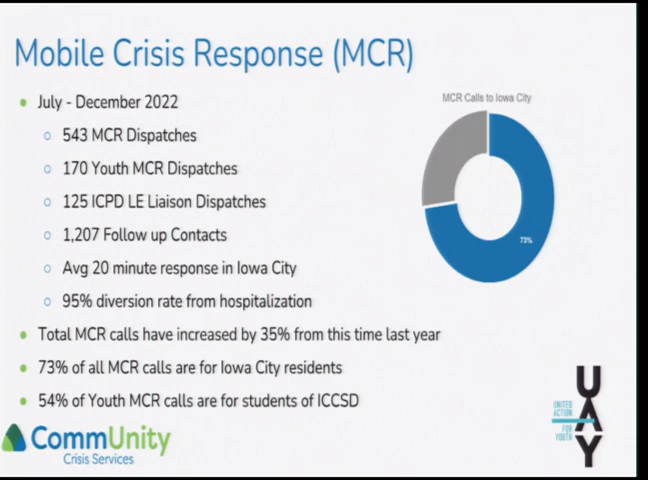 Mobile Crisis Response (MCR)
July - December 2022
543 MCR Dispatches
170 Youth MCR Dispatches
125 ICPD LE Liaison Dispatches
1,207 Follow up Contacts
Avg 20 minute response in Iowa City
95% diversion rate from hospitalization
Total MCR calls have increased by 35% from this time last year
73% of all MCR calls are for Iowa City residents
54% of Youth MCR calls are for students of ICCSD
MCR Calls to Iowa City
73%
CommUnity
Crisis Services
UAY
UNITED
ACTION
FOR
YOUTH